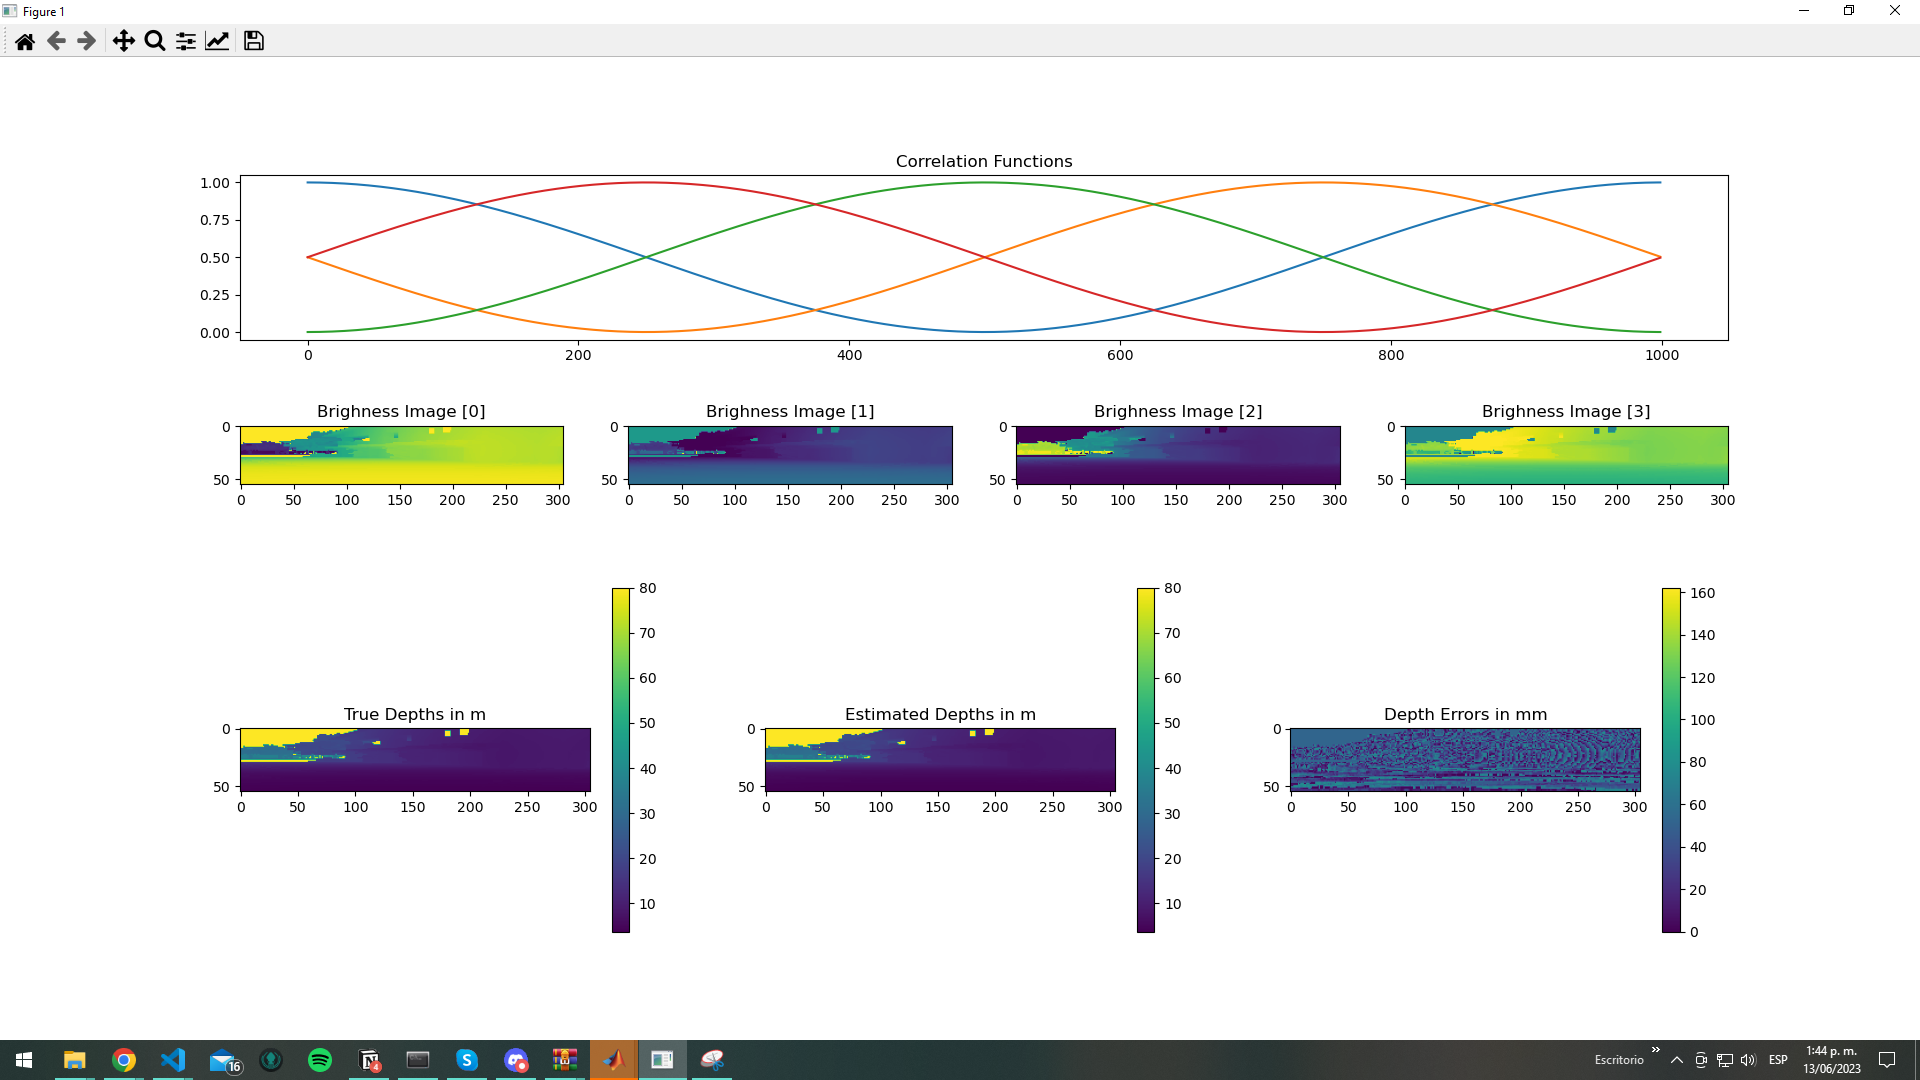 Figure 1
Correlation Functions
1.00
0.75
0.50
0.25
0.00
0 200 400 600 800 1000
Brighness Image [0] Brighness Image [1] Brighness Image [2] Brighness Image [3]
0 0 0 0
50 50 50 50
0 50 100 150 200 250 300 0 50 100 150 200 250 300 0 50 100 150 200 250 300 0 50 100 150 200 250 300
80 80 160
70 70 140
60 60 120
50 50 100
True Depths in m Estimated Depths in m Depth Errors in mm
0 40 0 40 0 80
50 30 50 30 50 60
0 50 100 150 200 250 300 0 50 100 150 200 250 300 0 50 100 150 200 250 300
20 20 40
10 10 20
0
16
4
Escritorio » ESP 1:44 p. m.
13/06/2023